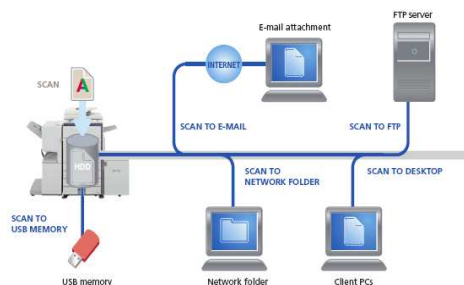 FTP server
E-mail attachment
INTERNET
SCAN
A
SCAN TO E-MAIL
SCAN TO FTP
HDD
SCAN TO
NETWORK FOLDER
SCAN TO DESKTOP
SCAN TO
USB MEMORY
USB memory
Network folder
Client PCs